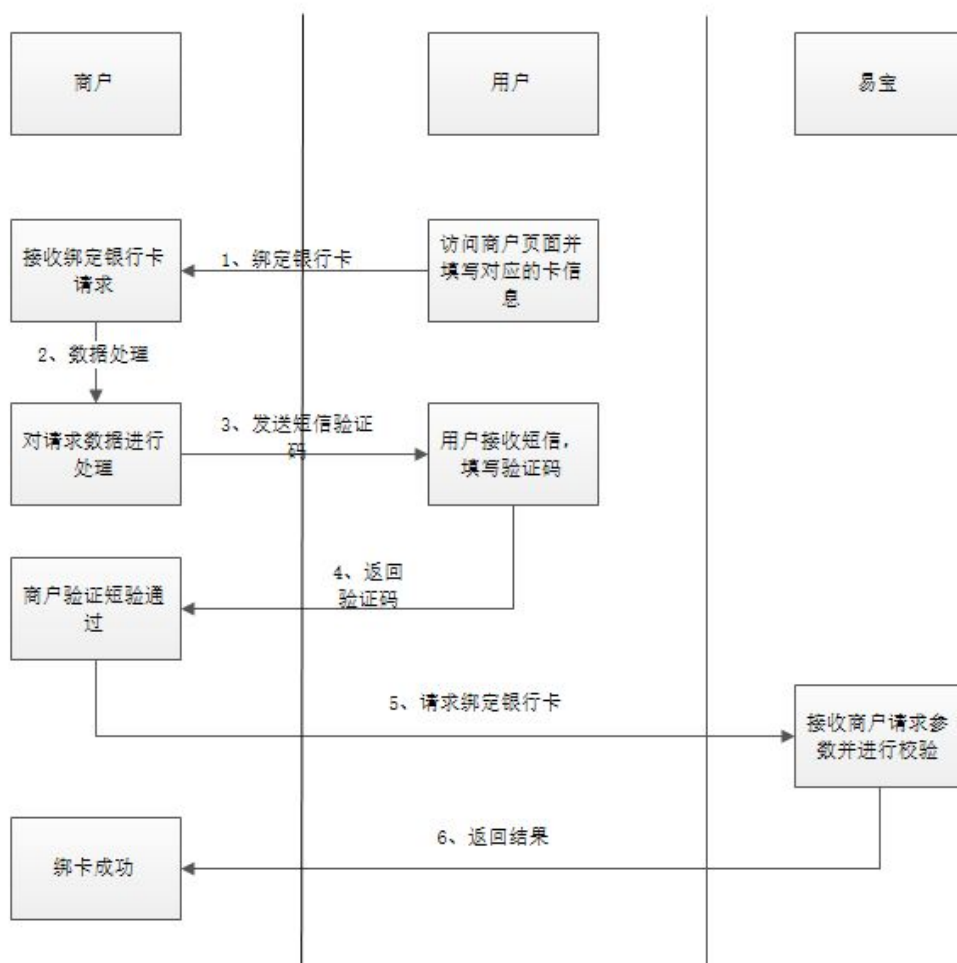 商户
用户
易宝
接收绑定银行卡
请求
1、绑定银行卡
访问商户页面并
填写对应的卡信
息
2、数据处理
对请求数据进行
处理
3、发送短信验证
码
用户接收短信，
填写验证码
4、返回
验证码
商户验证短验通
过
5、请求绑定银行卡
接收商户请求参
数并进行校验
6、返回结果
绑卡成功